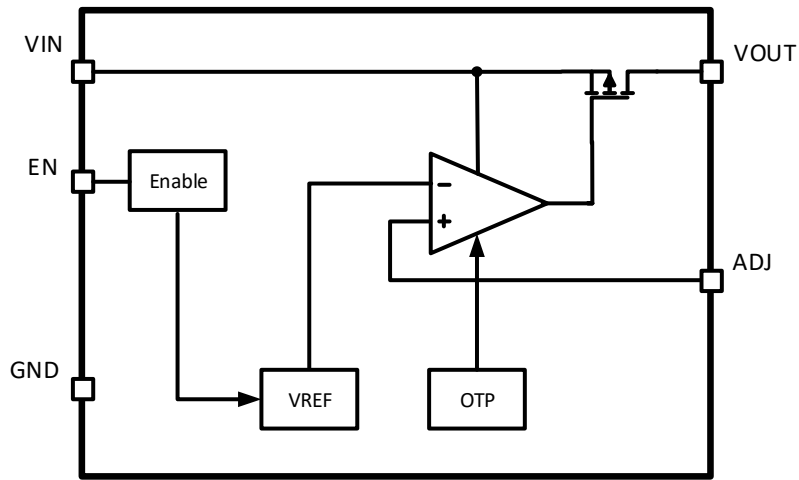 VIN
VOUT
EN
Enable
-
+
ADJ
GND
VREF
OTP